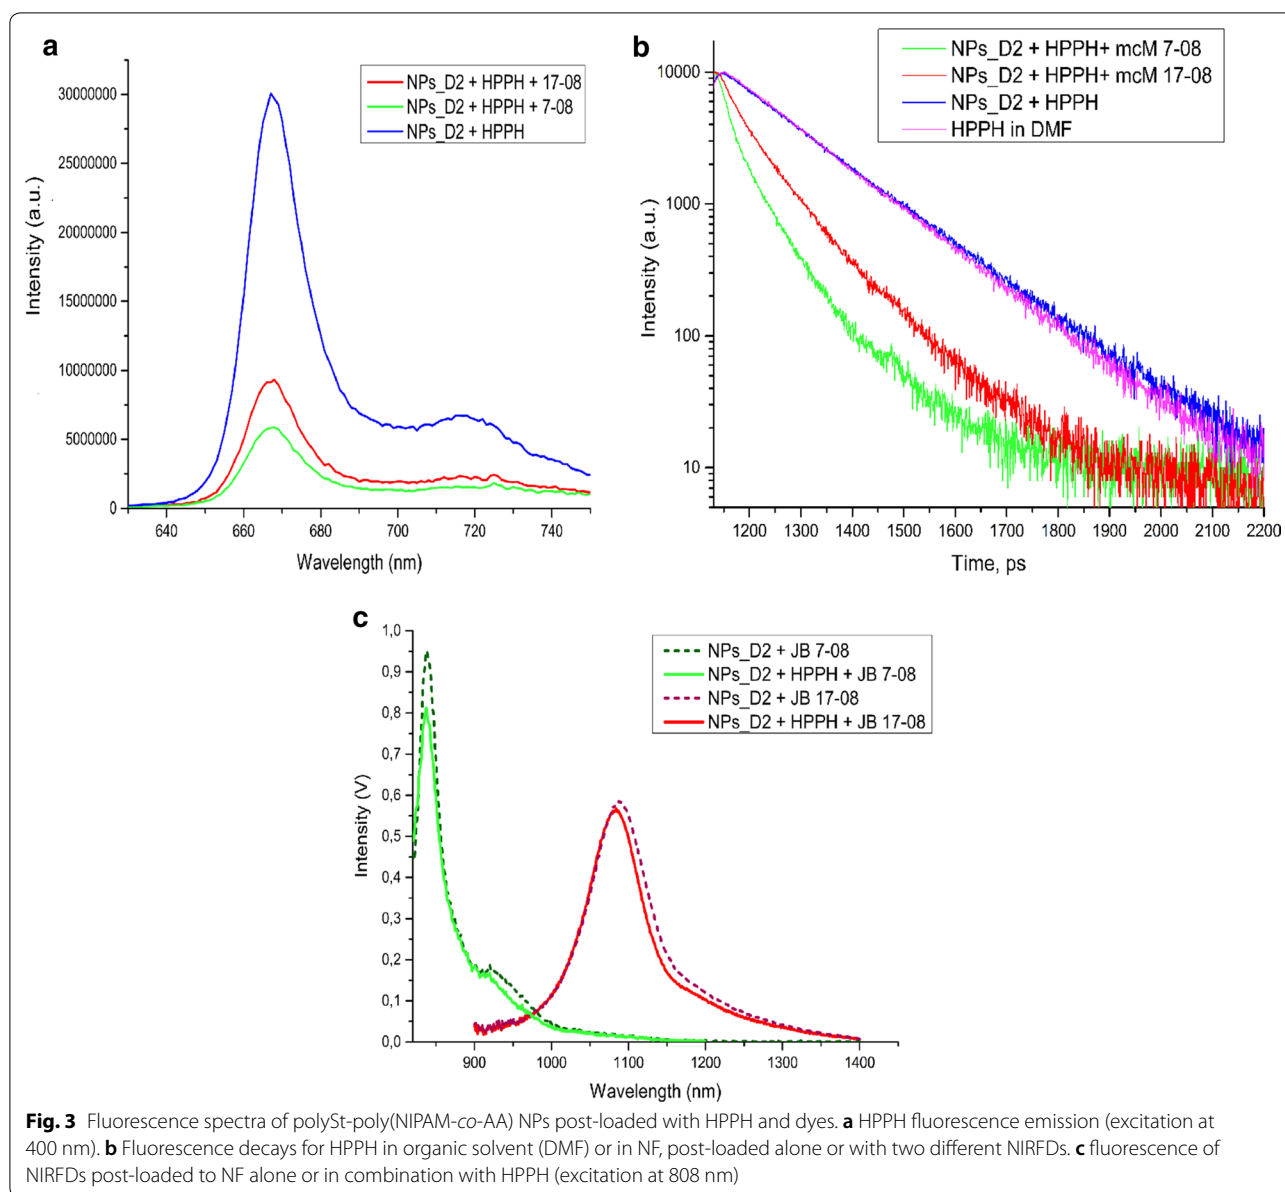 a
NPs_D2 + HPPH + 17-08
NPs_D2 + HPPH + 7-08
NPs_D2 + HPPH
30000000
25000000
20000000
15000000
10000000
5000000
0
Intensity (a.u.)
640 660 680 700 720 740
Wavelength (nm)
b
NPs_D2 + HPPH+ mcM 7-08
NPs_D2 + HPPH+ mcM 17-08
NPs_D2 + HPPH
HPPH in DMF
10000
1000
100
10
Intensity (a.u.)
1200 1300 1400 1500 1600 1700 1800 1900 2000 2100 2200
Time, ps
c
NPs_D2 + JB 7-08
NPs_D2 + HPPH + JB 7-08
NPs_D2 + JB 17-08
NPs_D2 + HPPH + JB 17-08
1,0
0,9
0,8
0,7
0,6
0,5
0,4
0,3
0,2
0,1
0,0
Intensity (V)
900 1000 1100 1200 1300 1400
Wavelength (nm)
Fig. 3 Fluorescence spectra of polySt-poly(NIPAM-co-AA) NPs post-loaded with HPPH and dyes. a HPPH fluorescence emission (excitation at
400 nm). b Fluorescence decays for HPPH in organic solvent (DMF) or in NF, post-loaded alone or with two different NIRFDs. c fluorescence of
NIRFDs post-loaded to NF alone or in combination with HPPH (excitation at 808 nm)